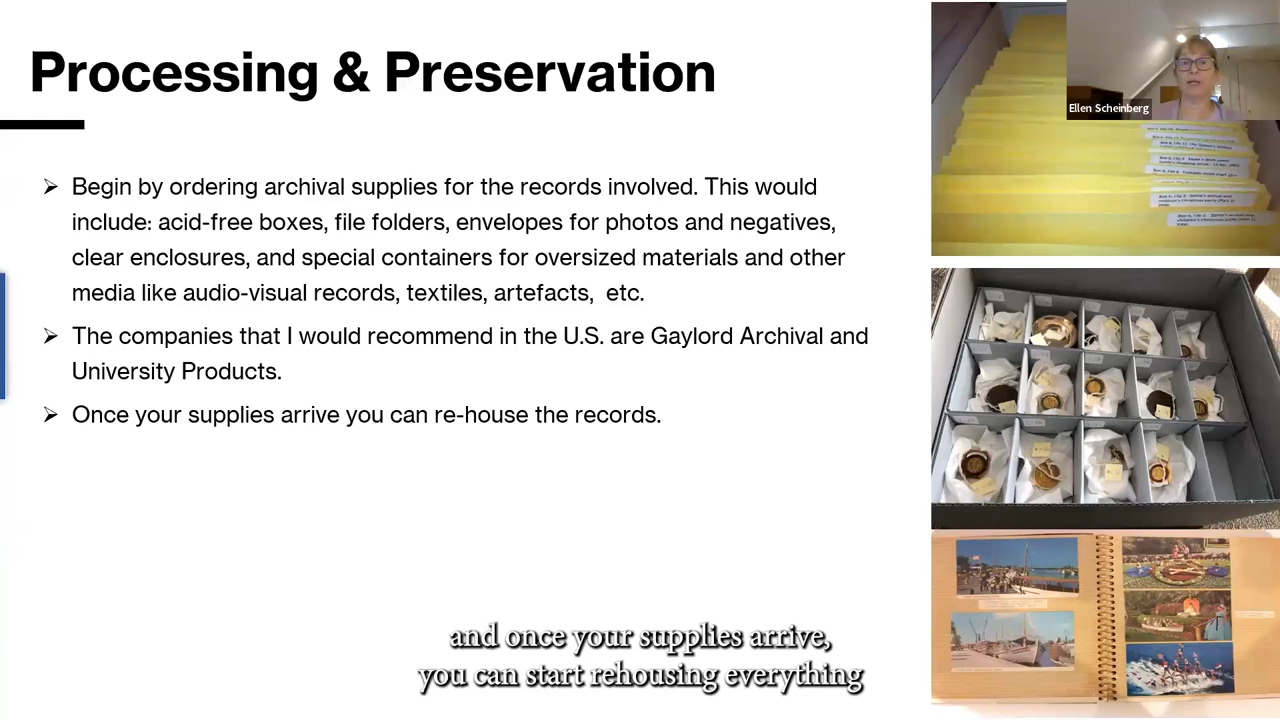 Processing & Preservation
➢ Begin by ordering archival supplies for the records involved. This would
include: acid-free boxes, file folders, envelopes for photos and negatives,
clear enclosures, and special containers for oversized materials and other
media like audio-visual records, textiles, artefacts,  etc.
➢ The companies that I would recommend in the U.S. are Gaylord Archival and
University Products.
➢ Once your supplies arrive you can re-house the records.
Ellen Scheinberg
and once your supplies arrive,
you can start rehousing everything